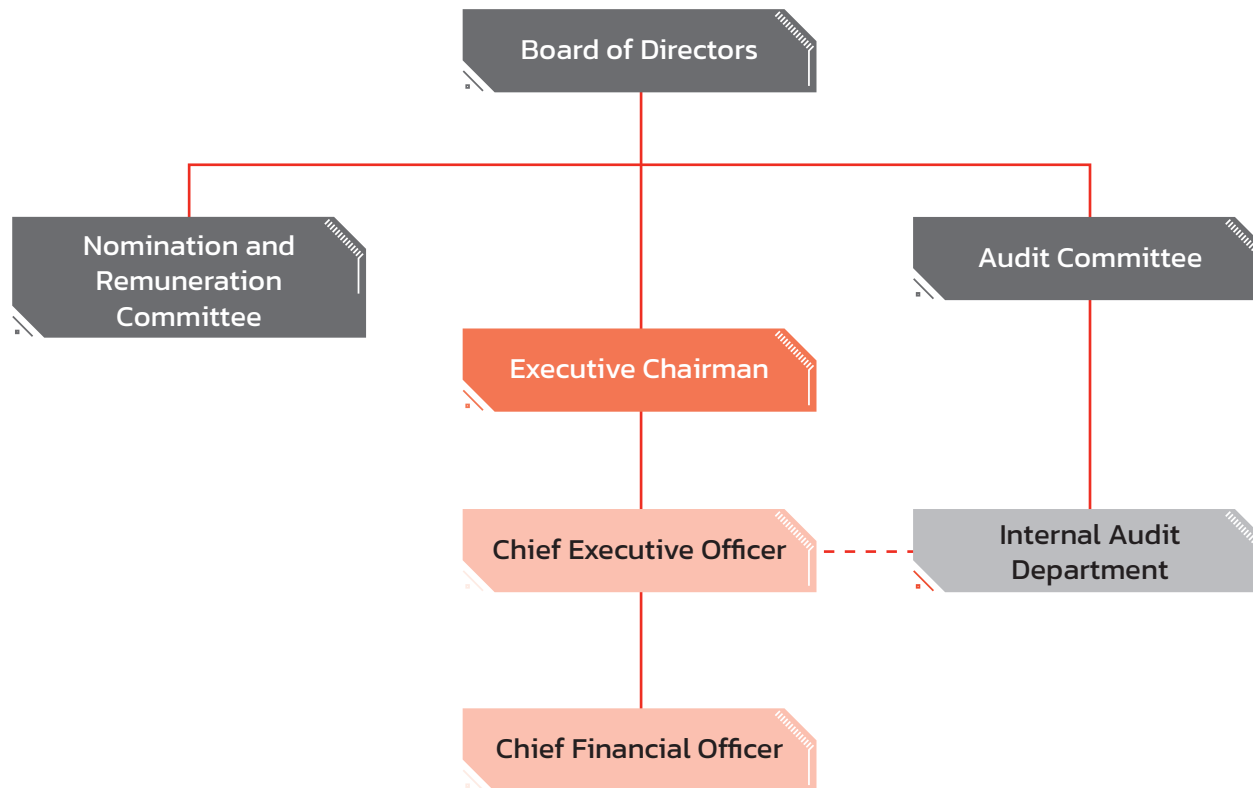 Board of Directors
Nomination and
Remuneration
Committee
Audit Committee
Executive Chairman
Chief Executive Officer
Internal Audit
Department
Chief Financial Officer